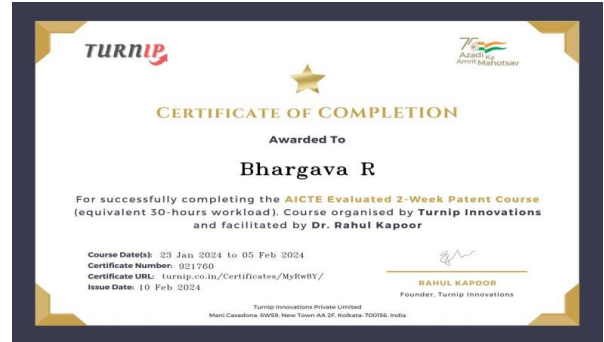 TURNIP
75
Azadi Ka
Amrit Mahotsav
CERTIFICATE OF COMPLETION
Awarded To
Bhargava R
For successfully completing the AICTE Evaluated 2-Week Patent Course
(equivalent 30-hours workload). Course organised by Turnip Innovations
and facilitated by Dr. Rahul Kapoor
Course Date(s): 23 Jan 2024 to 05 Feb 2024
Certificate Number: 921760
Certificate URL: turnip.co.in/Certificates/MyRw8Y/
Issue Date: 10 Feb 2024
RAHUL KAPOOR
Founder, Turnip Innovations
Turnip Innovations Private Limited
Mani Casadona, 6W59, New Town AA 2F, Kolkata: 700156, India